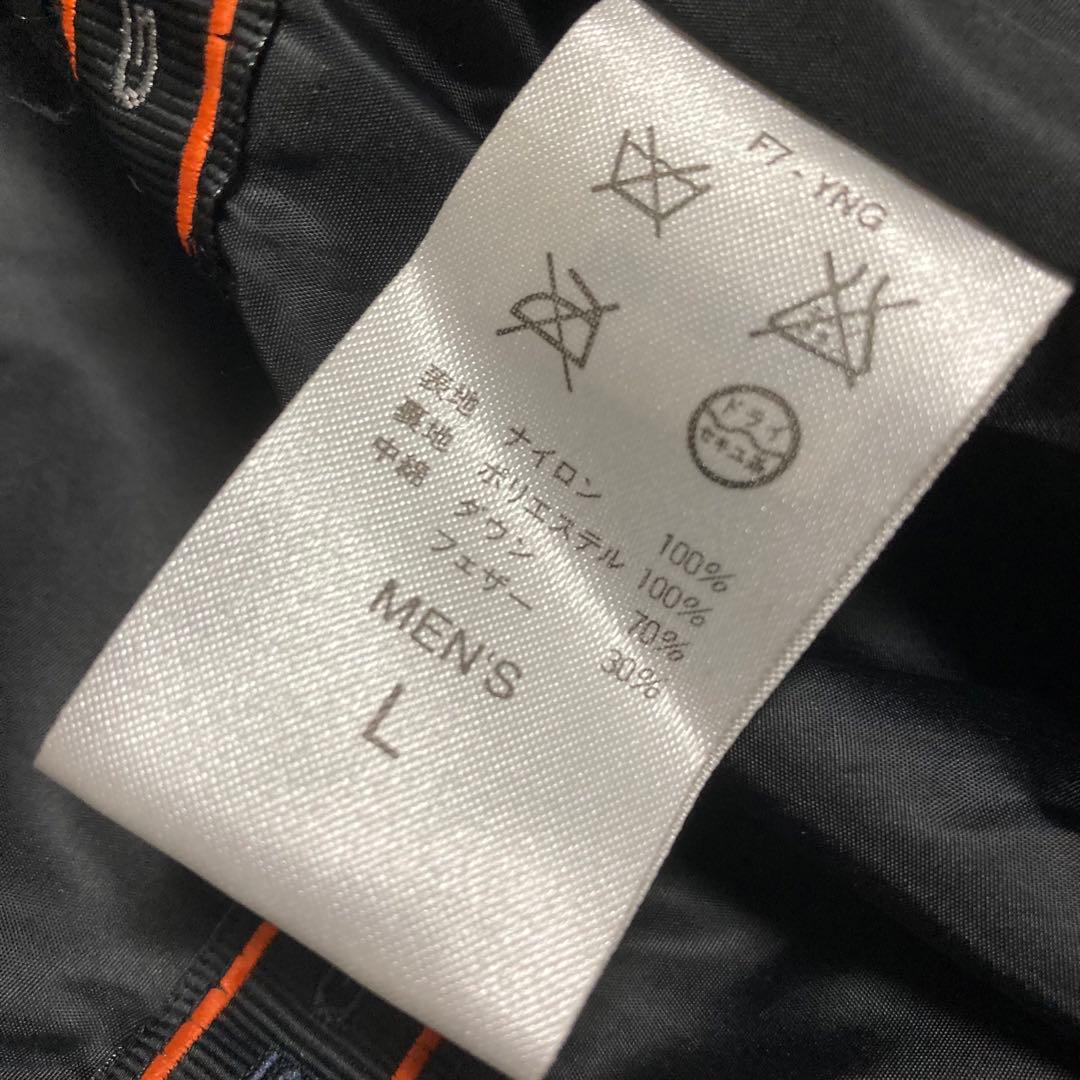 F7-YNG
ドライ
セキユ系
表地 ナイロン 100%
裏地 ポリエステル 100%
中綿 ダウン 70%
フェザー 30%
MEN'S
L